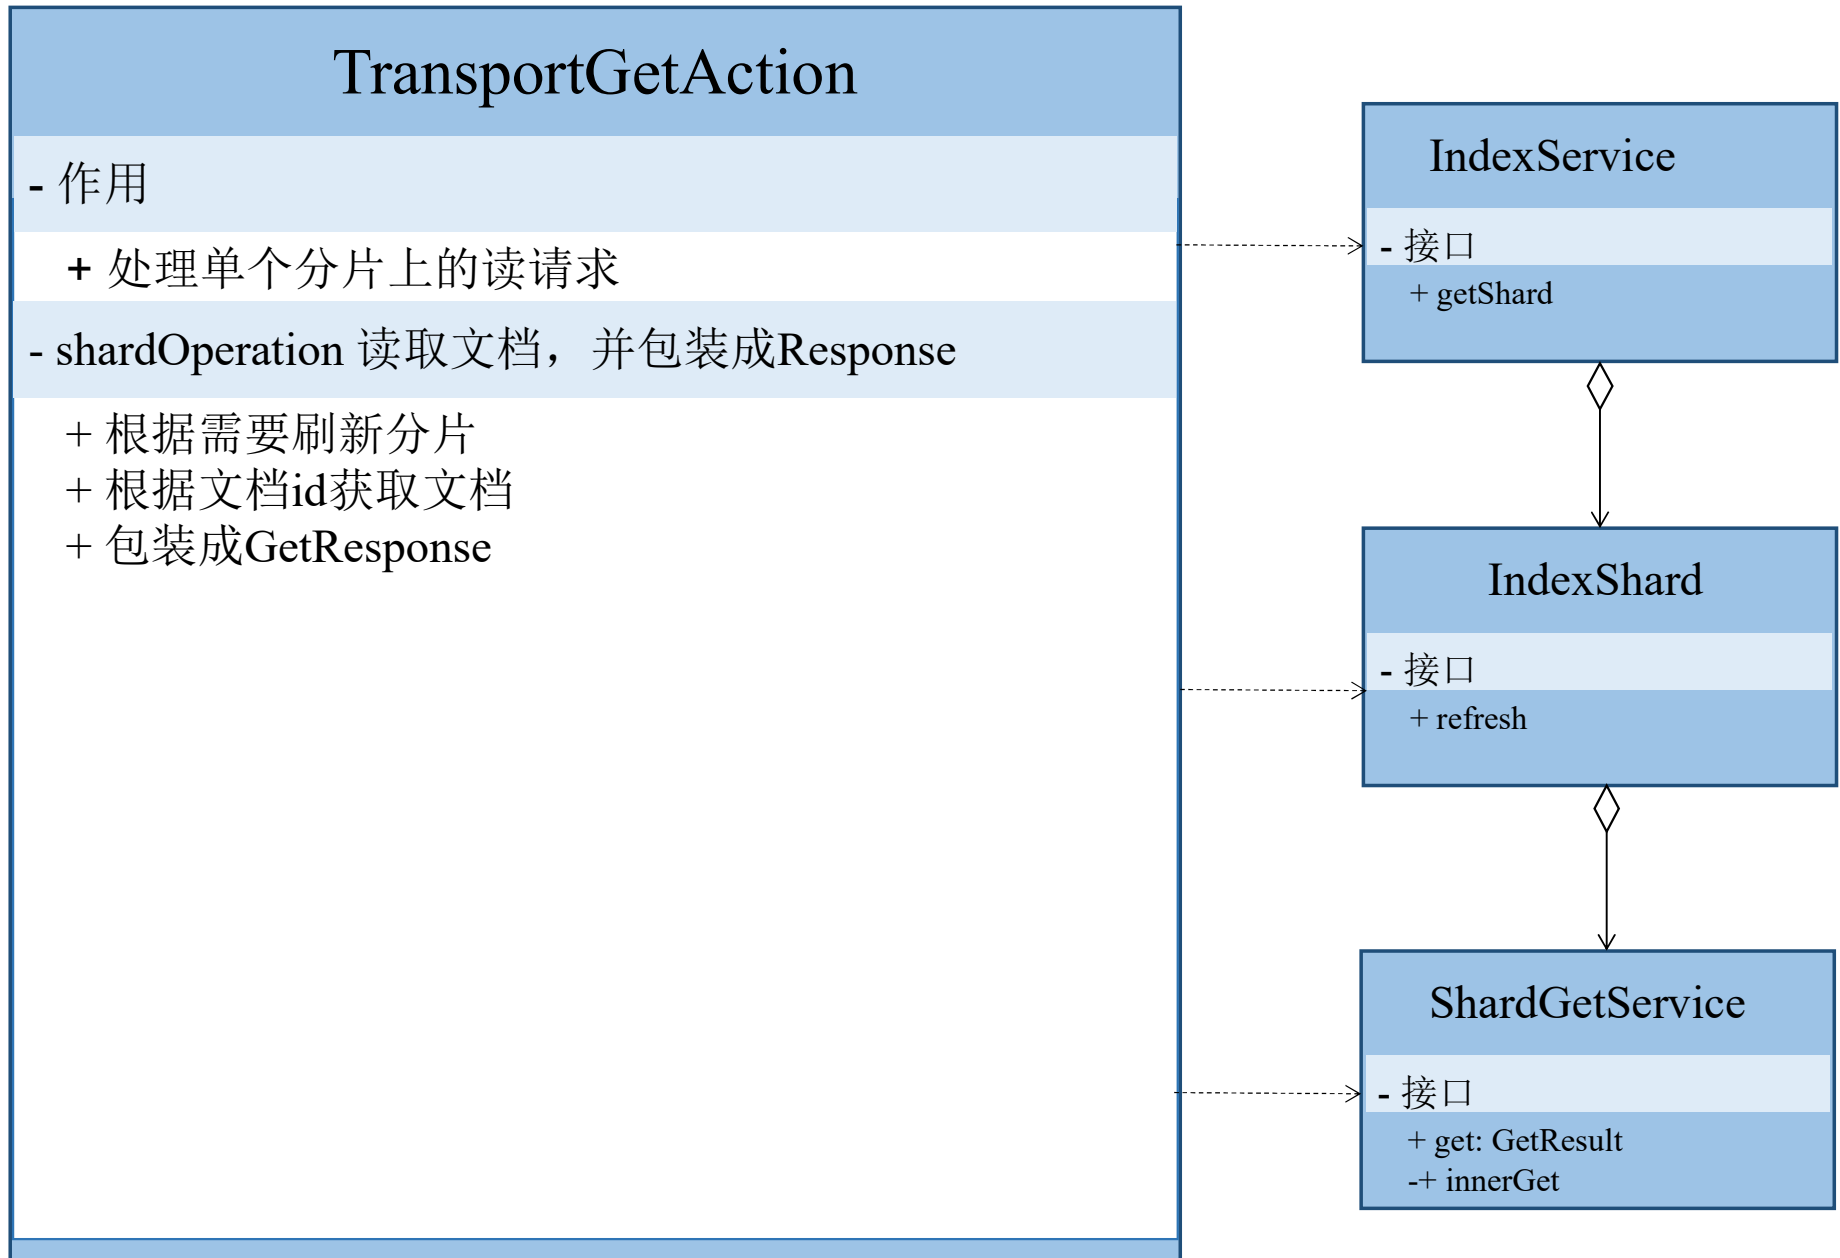 TransportGetAction
- 作用
+ 处理单个分片上的读请求
- shardOperation 读取文档，并包装成Response
+ 根据需要刷新分片
+ 根据文档id获取文档
+ 包装成GetResponse
IndexService
- 接口
+ getShard
IndexShard
- 接口
+ refresh
ShardGetService
- 接口
+ get: GetResult
-+ innerGet